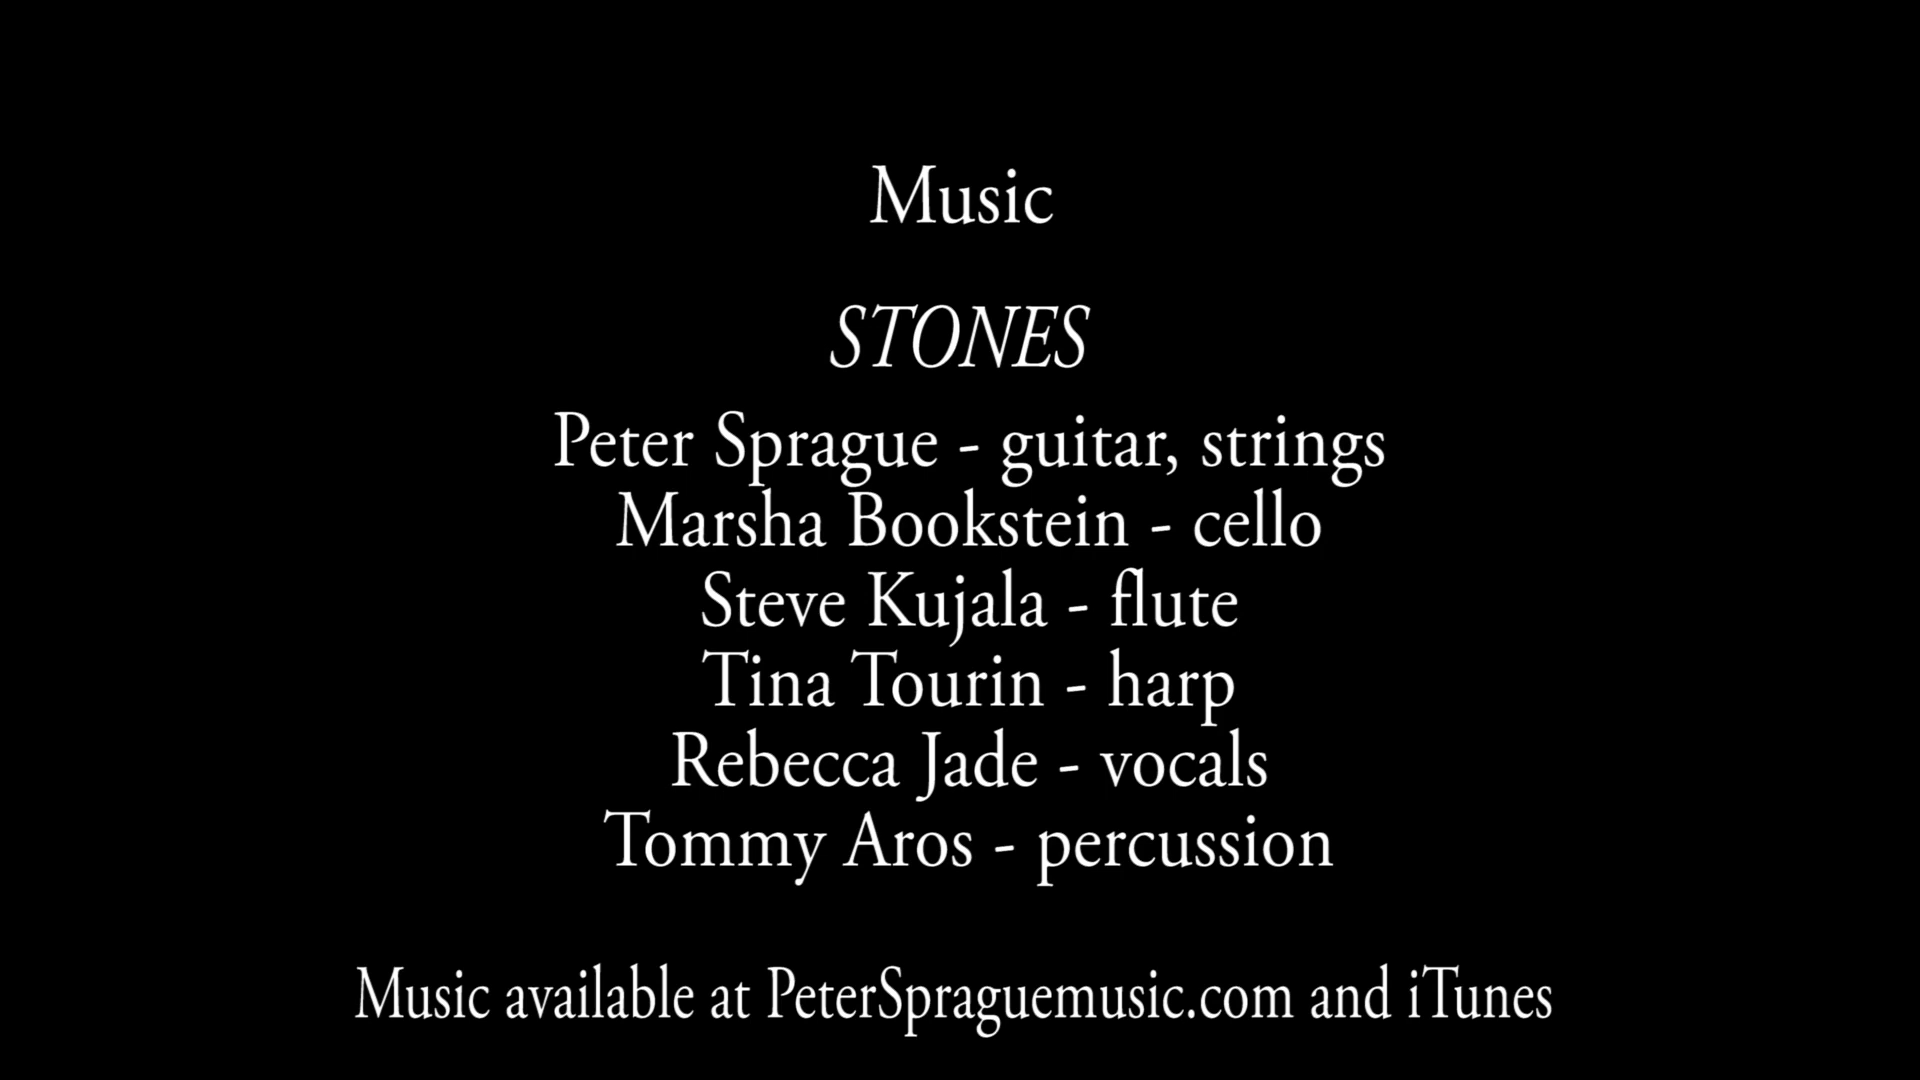 Music
STONES
Peter Sprague - guitar, strings
Marsha Bookstein - cello
Steve Kujala - flute
Tina Tourin - harp
Rebecca Jade - vocals
Tommy Aros - percussion
Music available at PeterSpraguemusic.com and iTunes